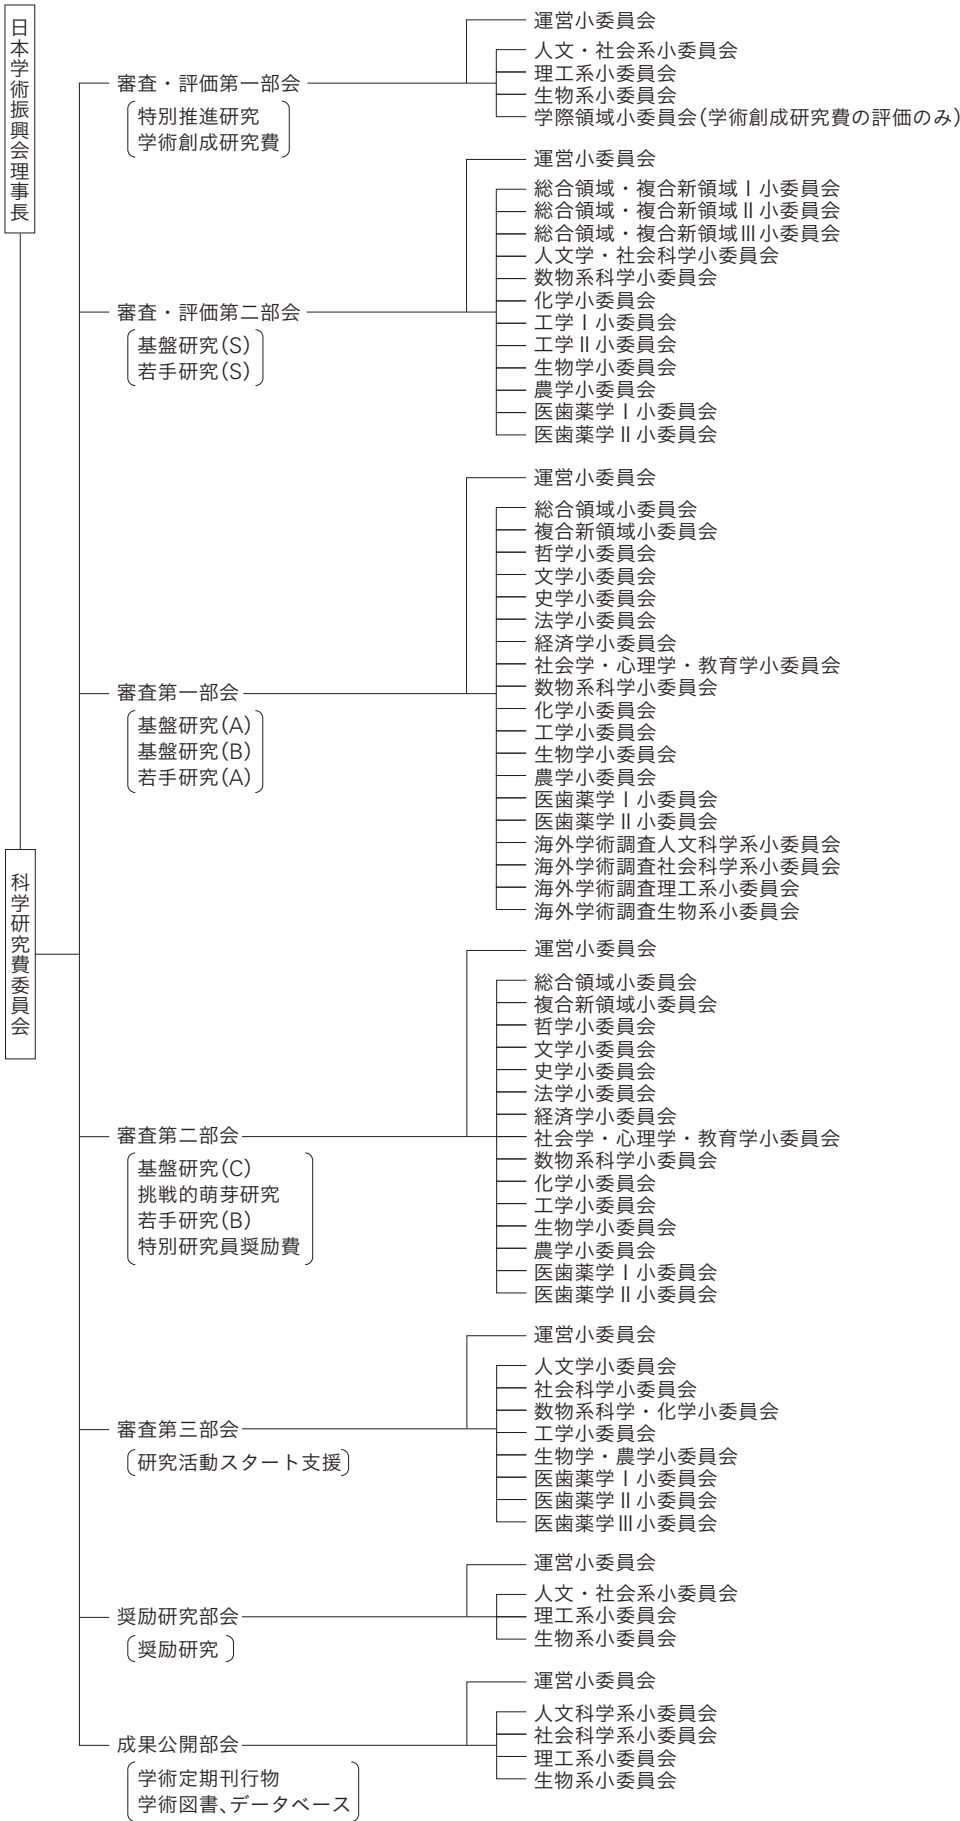 日本学術振興会理事長
科学研究費委員会
審査・評価第一部会
特別推進研究
学術創成研究費
運営小委員会
人文・社会系小委員会
理工系小委員会
生物系小委員会
学際領域小委員会(学術創成研究費の評価のみ)
審査・評価第二部会
基盤研究(S)
若手研究(S)
運営小委員会
総合領域・複合新領域Ⅰ小委員会
総合領域・複合新領域Ⅱ小委員会
総合領域・複合新領域Ⅲ小委員会
人文学・社会科学小委員会
数物系科学小委員会
化学小委員会
工学Ⅰ小委員会
工学Ⅱ小委員会
生物学小委員会
農学小委員会
医歯薬学Ⅰ小委員会
医歯薬学Ⅱ小委員会
審査第一部会
基盤研究(A)
基盤研究(B)
若手研究(A)
運営小委員会
総合領域小委員会
複合新領域小委員会
哲学小委員会
文学小委員会
史学小委員会
法学小委員会
経済学小委員会
社会学・心理学・教育学小委員会
数物系科学小委員会
化学小委員会
工学小委員会
生物学小委員会
農学小委員会
医歯薬学Ⅰ小委員会
医歯薬学Ⅱ小委員会
海外学術調査人文科学系小委員会
海外学術調査社会科学系小委員会
海外学術調査理工系小委員会
海外学術調査生物系小委員会
審査第二部会
基盤研究(C)
挑戦的萌芽研究
若手研究(B)
特別研究員奨励費
運営小委員会
総合領域小委員会
複合新領域小委員会
哲学小委員会
文学小委員会
史学小委員会
法学小委員会
経済学小委員会
社会学・心理学・教育学小委員会
数物系科学小委員会
化学小委員会
工学小委員会
生物学小委員会
農学小委員会
医歯薬学Ⅰ小委員会
医歯薬学Ⅱ小委員会
審査第三部会
研究活動スタート支援
運営小委員会
人文学小委員会
社会科学小委員会
数物系科学・化学小委員会
工学小委員会
生物学・農学小委員会
医歯薬学Ⅰ小委員会
医歯薬学Ⅱ小委員会
医歯薬学Ⅲ小委員会
奨励研究部会
奨励研究
運営小委員会
人文・社会系小委員会
理工系小委員会
生物系小委員会
成果公開部会
学術定期刊行物
学術図書、データベース
運営小委員会
人文科学系小委員会
社会科学系小委員会
理工系小委員会
生物系小委員会